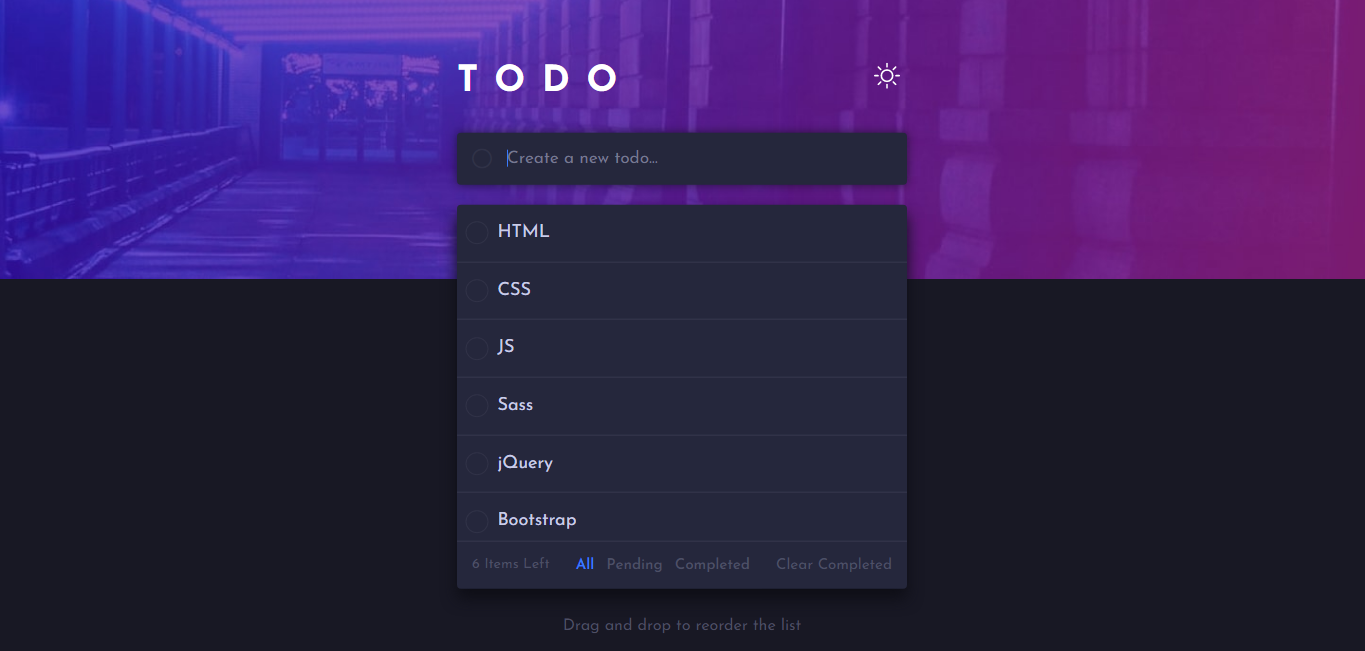 TODO
Create a new todo...
HTML
CSS
JS
Sass
jQuery
Bootstrap
6 Items Left All Pending Completed Clear Completed
Drag and drop to reorder the list